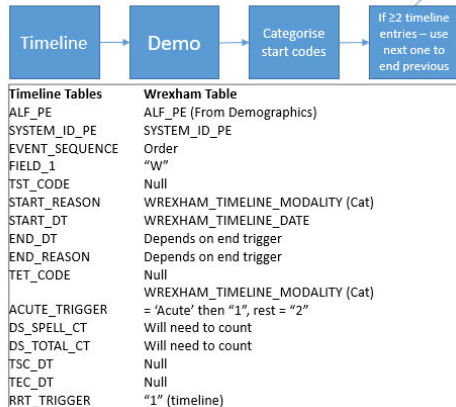 Timeline
Demo
Categorise
start codes
If ≥2 timeline
entries – use
next one to
end previous
Timeline Tables Wrexham Table
ALF_PE ALF_PE (From Demographics)
SYSTEM_ID_PE SYSTEM_ID_PE
EVENT_SEQUENCE Order
FIELD_1 “W”
TST_CODE Null
START_REASON WREXHAM_TIMELINE_MODALITY (Cat)
START_DT WREXHAM_TIMELINE_DATE
END_DT Depends on end trigger
END_REASON Depends on end trigger
TET_CODE Null
WREXHAM_TIMELINE_MODALITY (Cat)
ACUTE_TRIGGER = ‘Acute’ then “1”, rest = “2”
DS_SPELL_CT Will need to count
DS_TOTAL_CT Will need to count
TSC_DT Null
TEC_DT Null
RRT_TRIGGER “1” (timeline)